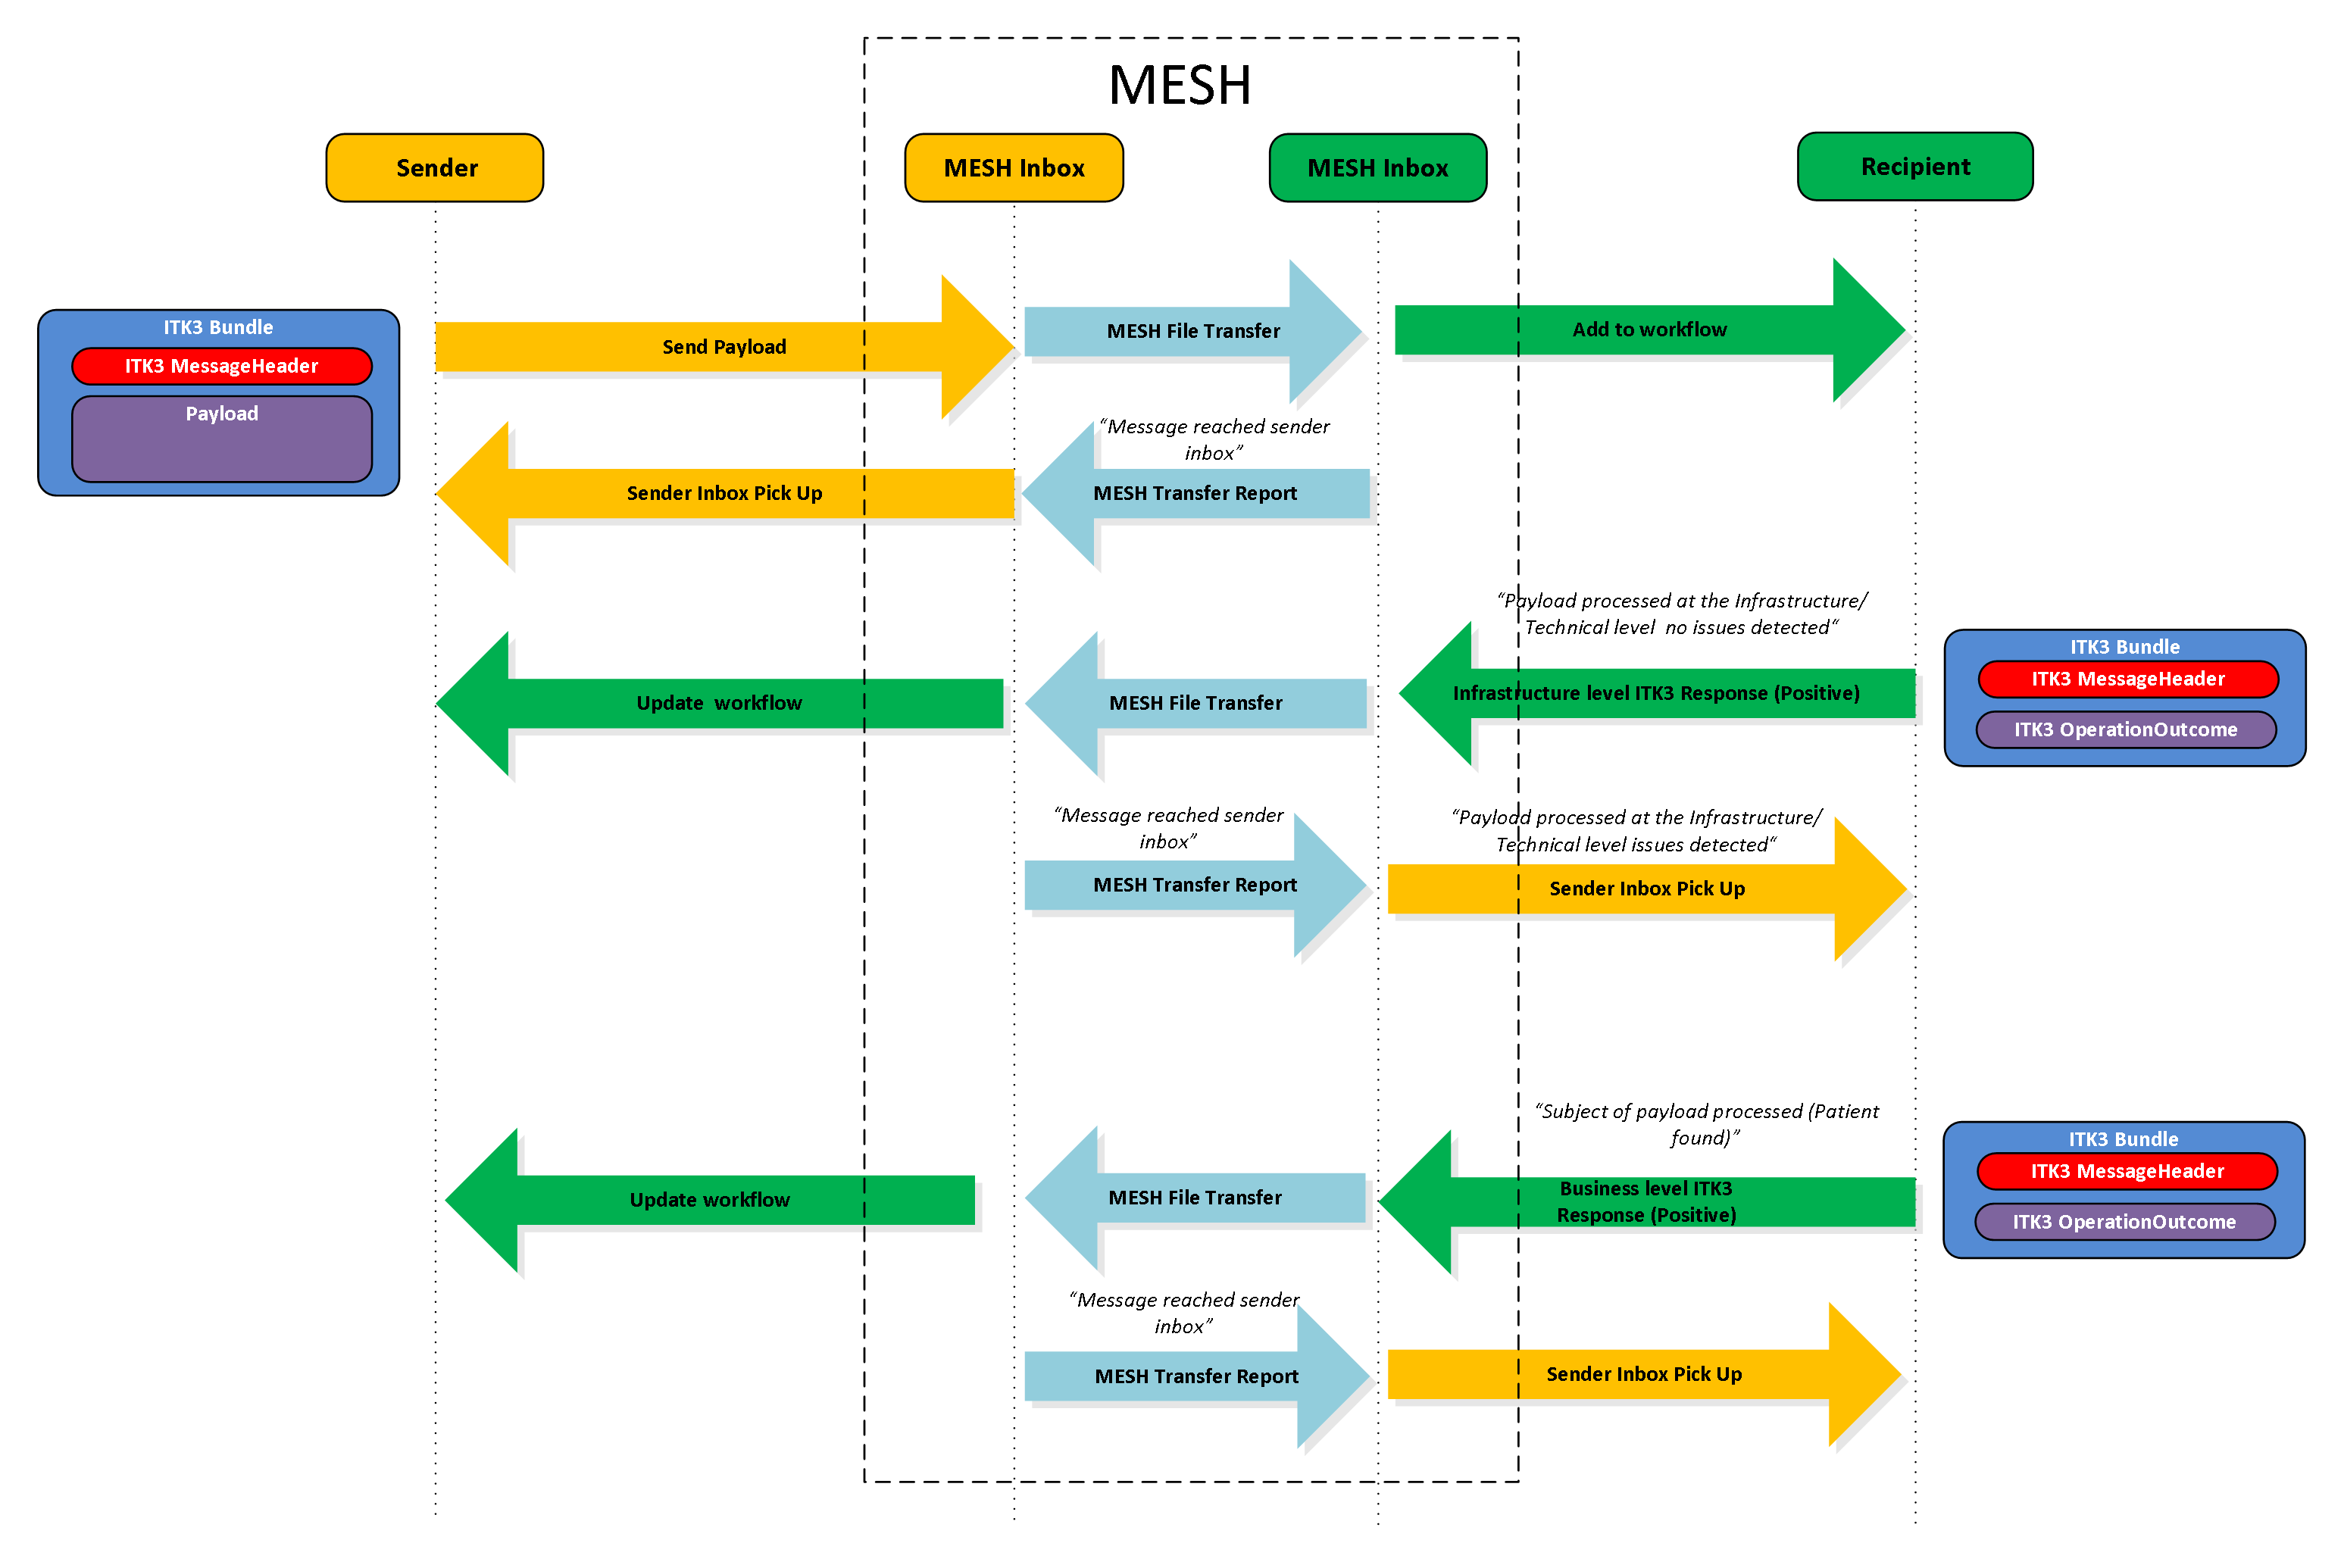 MESH
Sender
MESH Inbox
MESH Inbox
Recipient
ITK3 Bundle
ITK3 MessageHeader
Payload
Send Payload
MESH File Transfer
Add to workflow
“Message reached sender
inbox”
Sender Inbox Pick Up
MESH Transfer Report
“Payload processed at the Infrastructure/
Technical level  no issues detected“
Update  workflow
MESH File Transfer
Infrastructure level ITK3 Response (Positive)
ITK3 Bundle
ITK3 MessageHeader
ITK3 OperationOutcome
“Message reached sender
inbox”
“Payload processed at the Infrastructure/
Technical level issues detected“
MESH Transfer Report
Sender Inbox Pick Up
“Subject of payload processed (Patient
found)”
Update workflow
MESH File Transfer
Business level ITK3
Response (Positive)
ITK3 Bundle
ITK3 MessageHeader
ITK3 OperationOutcome
“Message reached sender
inbox”
MESH Transfer Report
Sender Inbox Pick Up